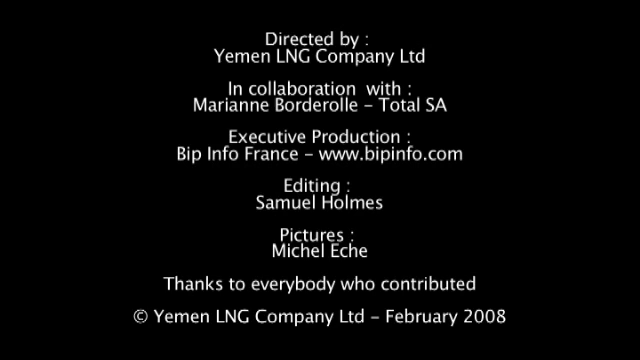 Directed by :
Yemen LNG Company Ltd
In collaboration  with :
Marianne Borderolle - Total SA
Executive Production :
Bip Info France - www.bipinfo.com
Editing :
Samuel Holmes
Pictures :
Michel Eche
Thanks to everybody who contributed
© Yemen LNG Company Ltd - February 2008